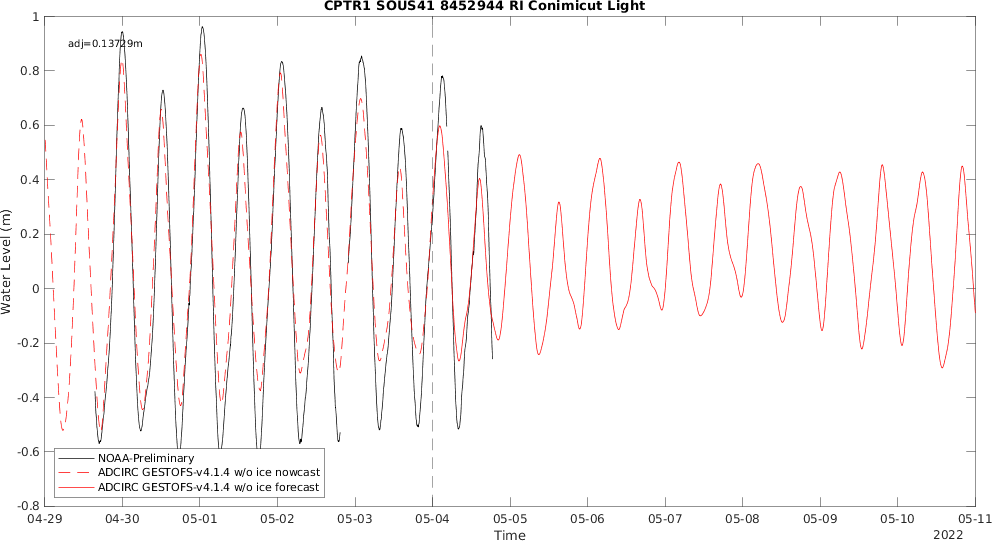 CPTR1 SOUS41 8452944 RI Conimicut Light
adj=0.13729m
Water Level (m)
1
0.8
0.6
0.4
0.2
0
-0.2
-0.4
-0.6
-0.8
NOAA-Preliminary
ADCIRC GESTOFS-v4.1.4 w/o ice nowcast
ADCIRC GESTOFS-v4.1.4 w/o ice forecast
04-29 04-30 05-01 05-02 05-03 05-04 05-05 05-06 05-07 05-08 05-09 05-10 05-11
Time
2022